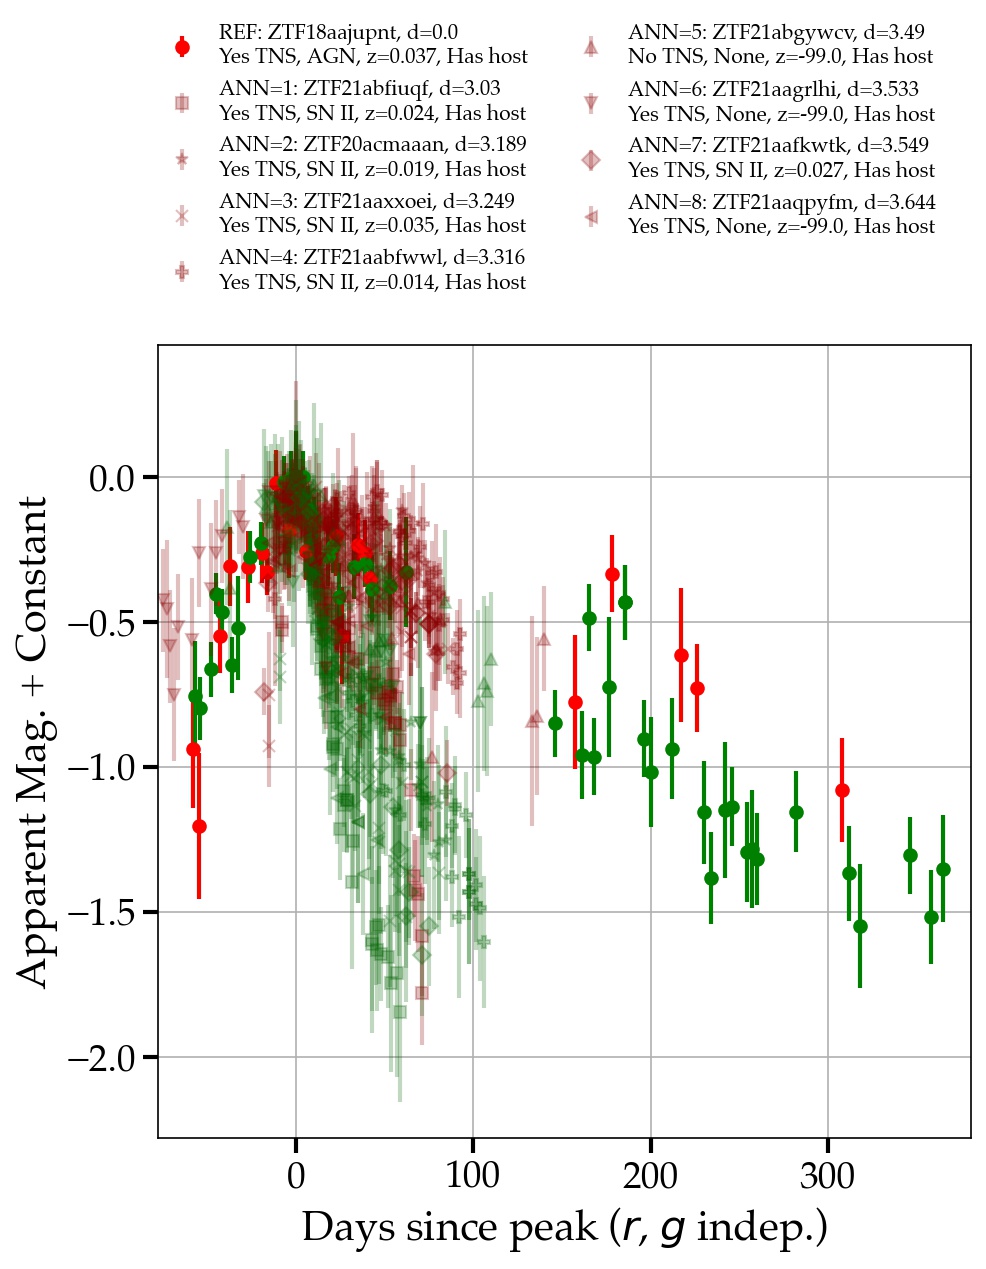 REF: ZTF18aajupnt, d=0.0
Yes TNS, AGN, z=0.037, Has host
ANN=1: ZTF21abfiuqf, d=3.03
Yes TNS, SN II, z=0.024, Has host
ANN=2: ZTF20acmaaan, d=3.189
Yes TNS, SN II, z=0.019, Has host
ANN=3: ZTF21aaxxoei, d=3.249
Yes TNS, SN II, z=0.035, Has host
ANN=4: ZTF21aabfwwl, d=3.316
Yes TNS, SN II, z=0.014, Has host
ANN=5: ZTF21abgywcv, d=3.49
No TNS, None, z=-99.0, Has host
ANN=6: ZTF21aagrlhi, d=3.533
Yes TNS, None, z=-99.0, Has host
ANN=7: ZTF21aafkwtk, d=3.549
Yes TNS, SN II, z=0.027, Has host
ANN=8: ZTF21aaqpyfm, d=3.644
Yes TNS, None, z=-99.0, Has host
Apparent Mag. + Constant
0.0
−0.5
−1.0
−1.5
−2.0
0
100
200
300
Days since peak (r, g indep.)